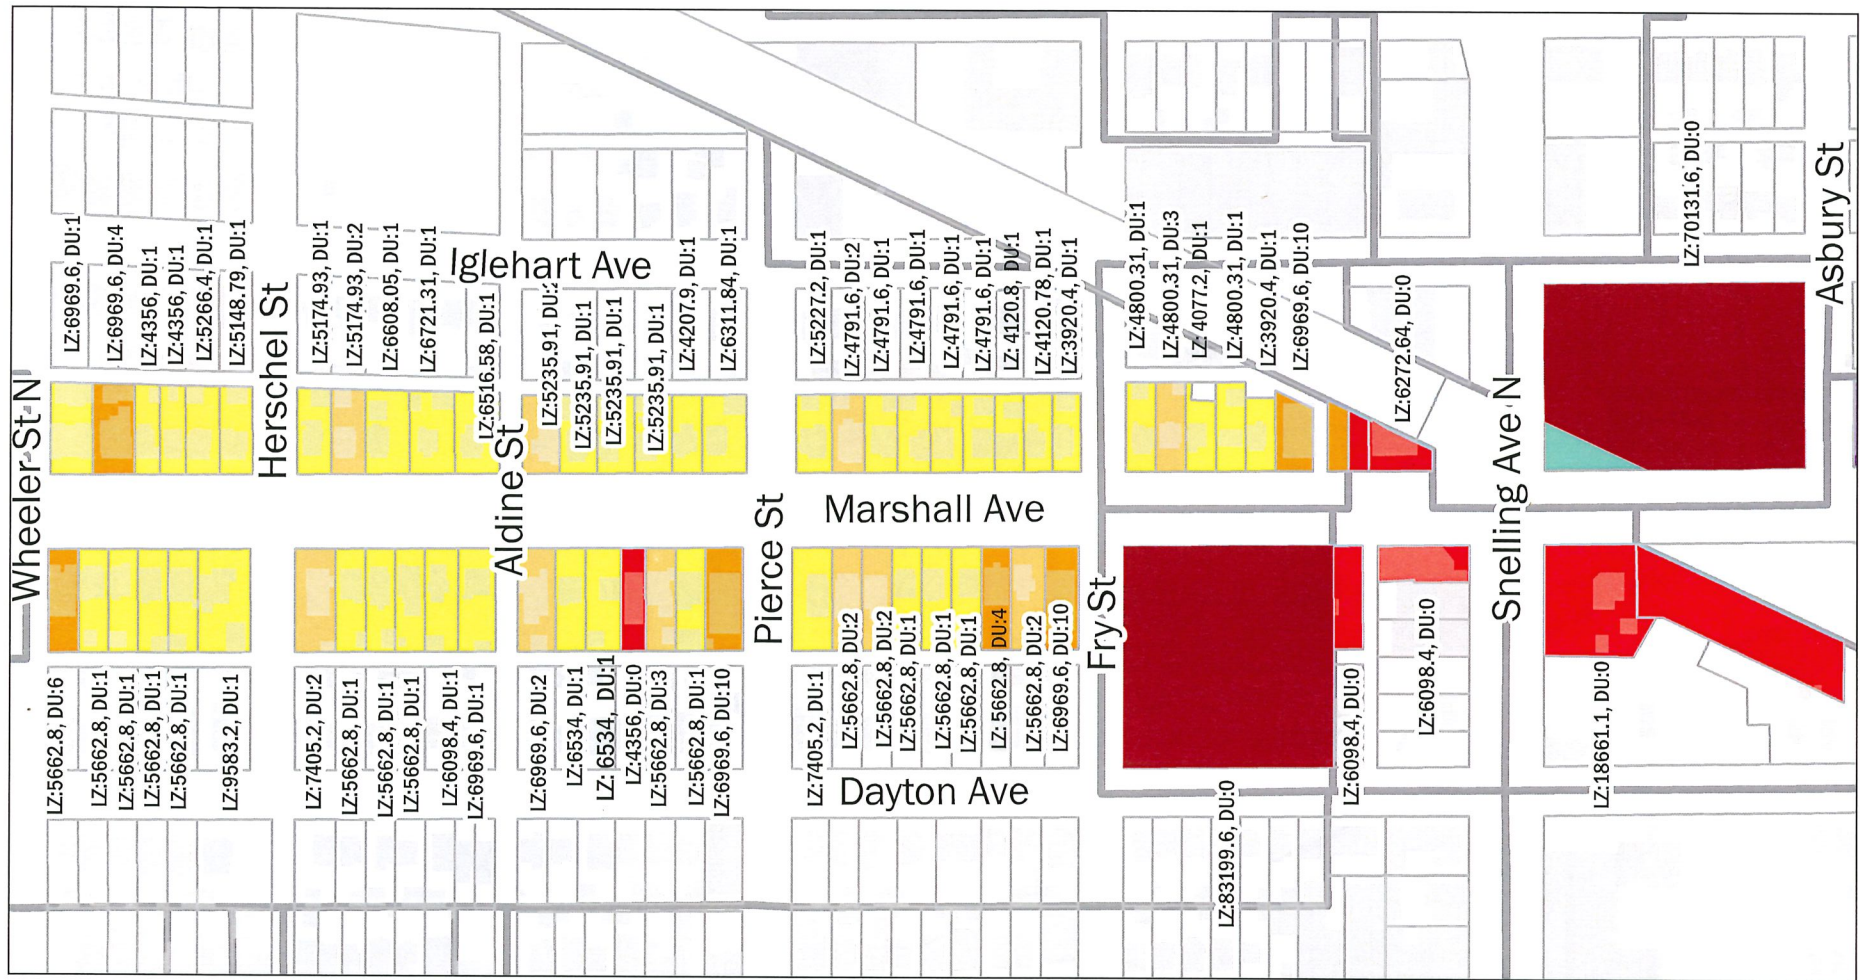 LZ:6969.6, DU:1
LZ:6969.6, DU:4
LZ:4356, DU:1
LZ:4356, DU:1
LZ:5266.4, DU:1
LZ:5148.79, DU:1
LZ:5174.93, DU:1
LZ:5174.93, DU:2
LZ:6608.05, DU:1
LZ:6721.31, DU:1
LZ:6516.58, DU:1
LZ:5235.91, DU:2
LZ:5235.91, DU:1
LZ:5235.91, DU:1
LZ:5235.91, DU:1
LZ:4207.9, DU:1
LZ:6311.84, DU:1
LZ:5227.2, DU:1
LZ:4791.6, DU:2
LZ:4791.6, DU:1
LZ:4791.6, DU:1
LZ:4791.6, DU:1
LZ:4791.6, DU:1
LZ: 4120.8, DU:1
LZ:4120.78, DU:1
LZ:3920.4, DU:1
LZ:4800.31, DU:1
LZ:4800.31, DU:3
LZ:4077.2, DU:1
LZ:4800.31, DU:1
LZ:3920.4, DU:1
LZ:6969.6, DU:10
LZ:6272.64, DU:0
LZ:70131.6, DU:0
Iglehart Ave
Wheeler St N
Herschel St
Aldine St
Pierce St
Marshall Ave
Fry St
Snelling Ave N
Asbury St
LZ:5662.8, DU:6
LZ:5662.8, DU:1
LZ:5662.8, DU:1
LZ:5662.8, DU:1
LZ:5662.8, DU:1
LZ:9583.2, DU:1
LZ:7405.2, DU:2
LZ:5662.8, DU:1
LZ:5662.8, DU:1
LZ:5662.8, DU:1
LZ:6098.4, DU:1
LZ:6969.6, DU:1
LZ:6969.6, DU:2
LZ:6534, DU:1
LZ: 6534, DU:1
LZ:4356, DU:0
LZ:5662.8, DU:3
LZ:5662.8, DU:1
LZ:6969.6, DU:10
LZ:7405.2, DU:1
LZ:5662.8, DU:2
LZ:5662.8, DU:2
LZ:5662.8, DU:1
LZ:5662.8, DU:1
LZ:5662.8, DU:1
LZ: 5662.8, DU:4
LZ:5662.8, DU:2
LZ:6969.6, DU:10
LZ:83199.6, DU:0
LZ:6098.4, DU:0
LZ:6098.4, DU:0
LZ:18661.1, DU:0
Dayton Ave